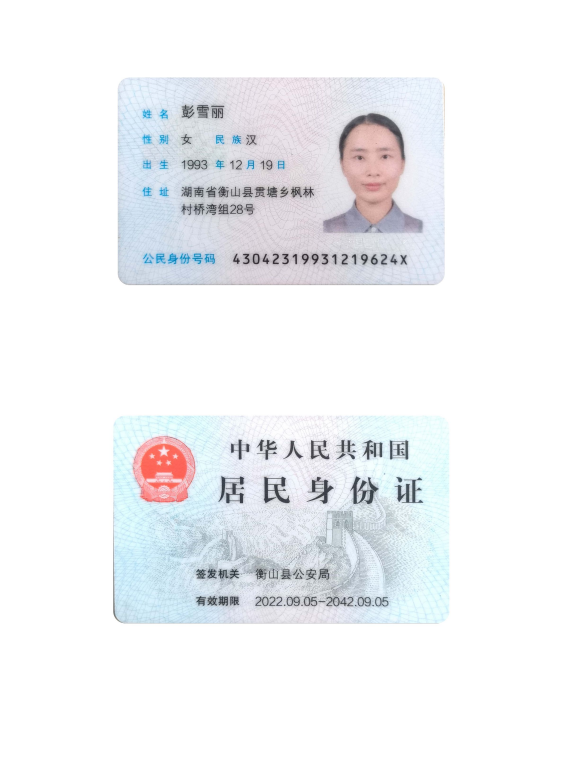 姓名 彭雪丽
性别 女 民族 汉
出生 1993 年 12 月 19 日
住址 湖南省衡山县贯塘乡枫林
村桥湾组28号
公民身份号码 43042319931219624X
中华人民共和国
居民身份证
签发机关 衡山县公安局
有效期限 2022.09.05-2042.09.05